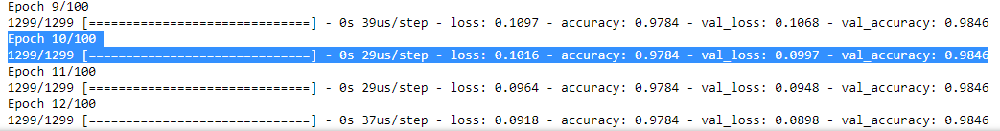 Epoch 9/100
1299/1299 [==============================] - 0s 39us/step - loss: 0.1097 - accuracy: 0.9784 - val_loss: 0.1068 - val_accuracy: 0.9846
Epoch 10/100
1299/1299 [==============================] - 0s 29us/step - loss: 0.1016 - accuracy: 0.9784 - val_loss: 0.0997 - val_accuracy: 0.9846
Epoch 11/100
1299/1299 [==============================] - 0s 29us/step - loss: 0.0964 - accuracy: 0.9784 - val_loss: 0.0948 - val_accuracy: 0.9846
Epoch 12/100
1299/1299 [==============================] - 0s 37us/step - loss: 0.0918 - accuracy: 0.9784 - val_loss: 0.0898 - val_accuracy: 0.9846